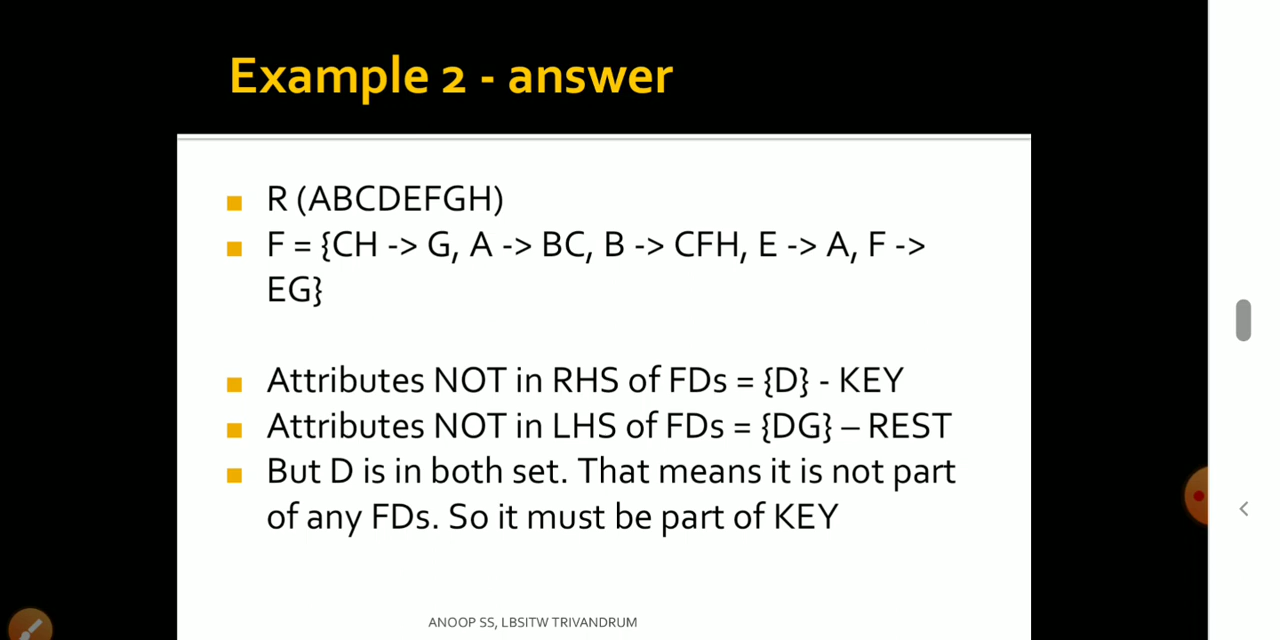 Example 2 - answer
R (ABCDEFGH)
F = {CH -> G, A -> BC, B -> CFH, E -> A, F ->
EG}
Attributes NOT in RHS of FDs = {D} - KEY
Attributes NOT in LHS of FDs = {DG} – REST
But D is in both set. That means it is not part
of any FDs. So it must be part of KEY
ANOOP SS, LBSITW TRIVANDRUM